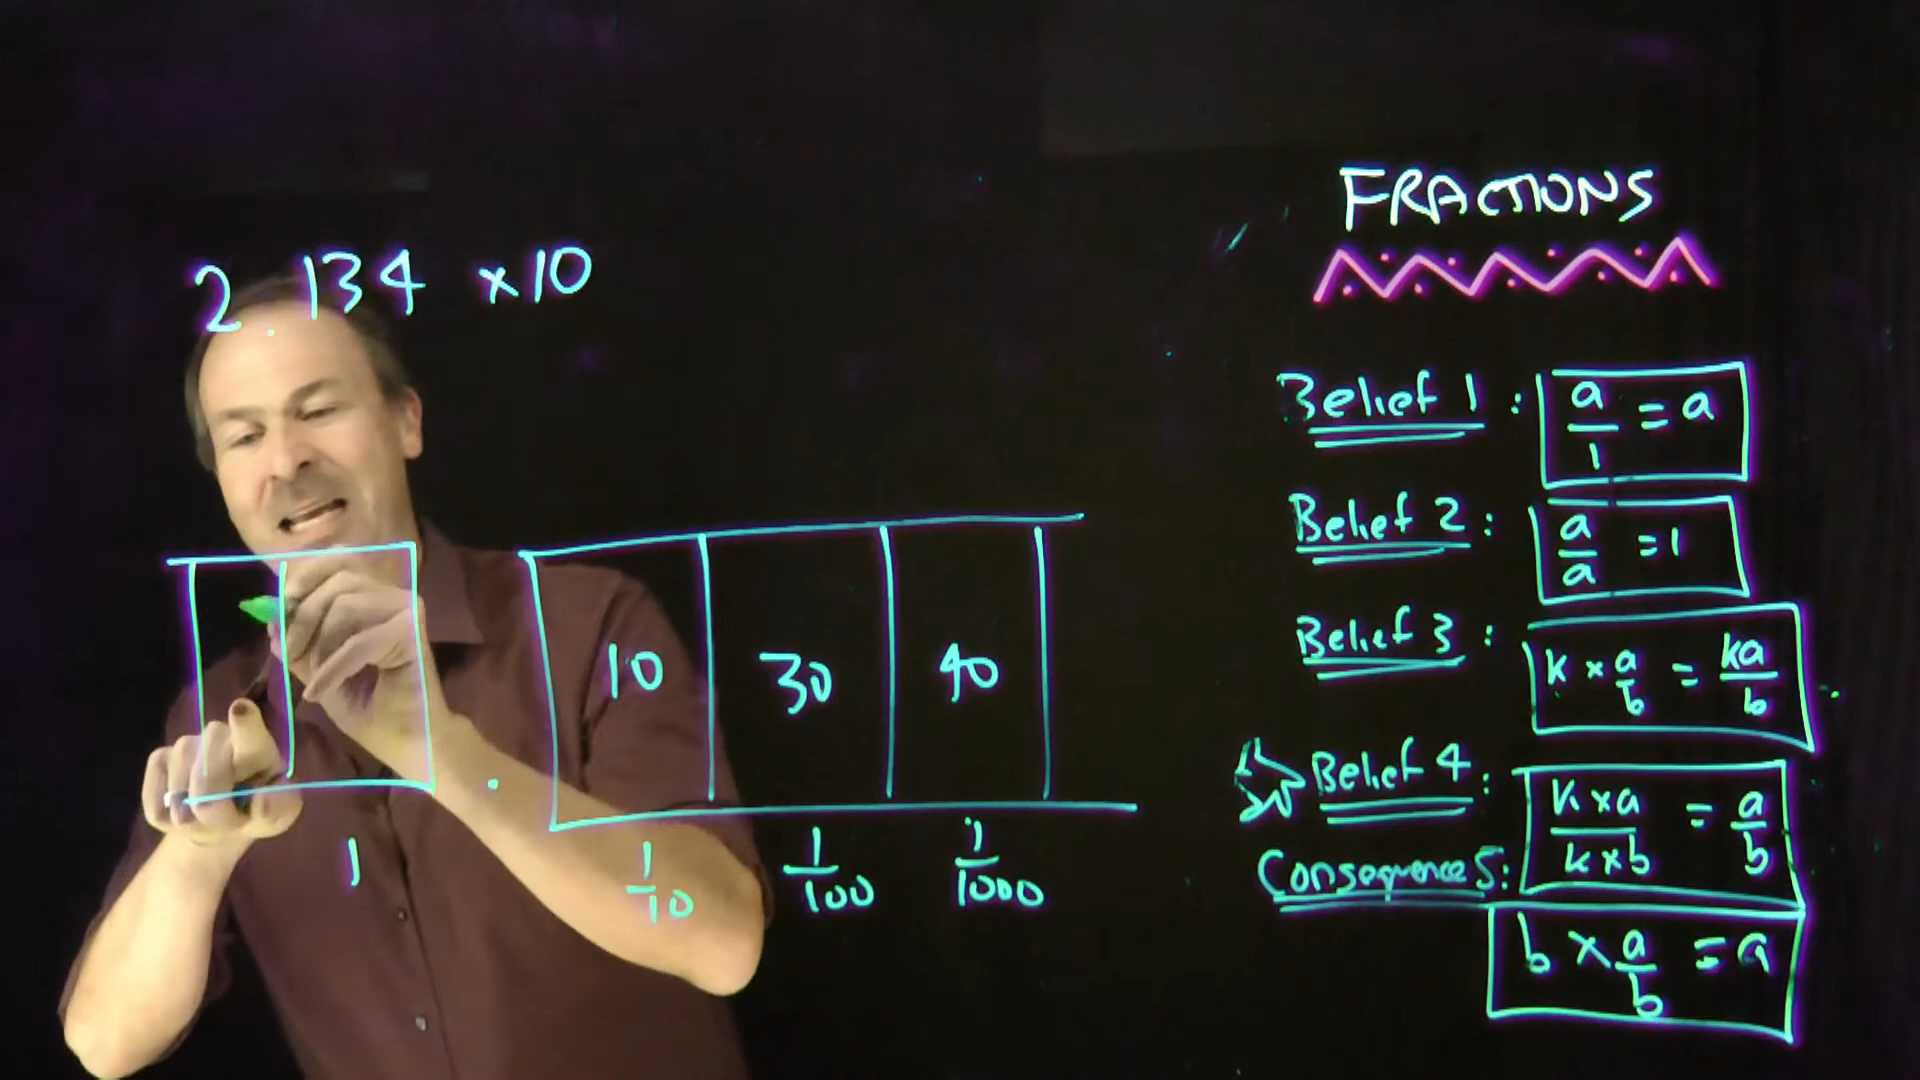 2.134 ×10
10 30 40
1 1/10 1/100 1/1000
FRACTIONS
Belief 1: a/1 = a
Belief 2: a/a = 1
Belief 3: k × a/b = ka/b
Belief 4: k×a/k×b = a/b
Consequence 5:
b × a/b = a